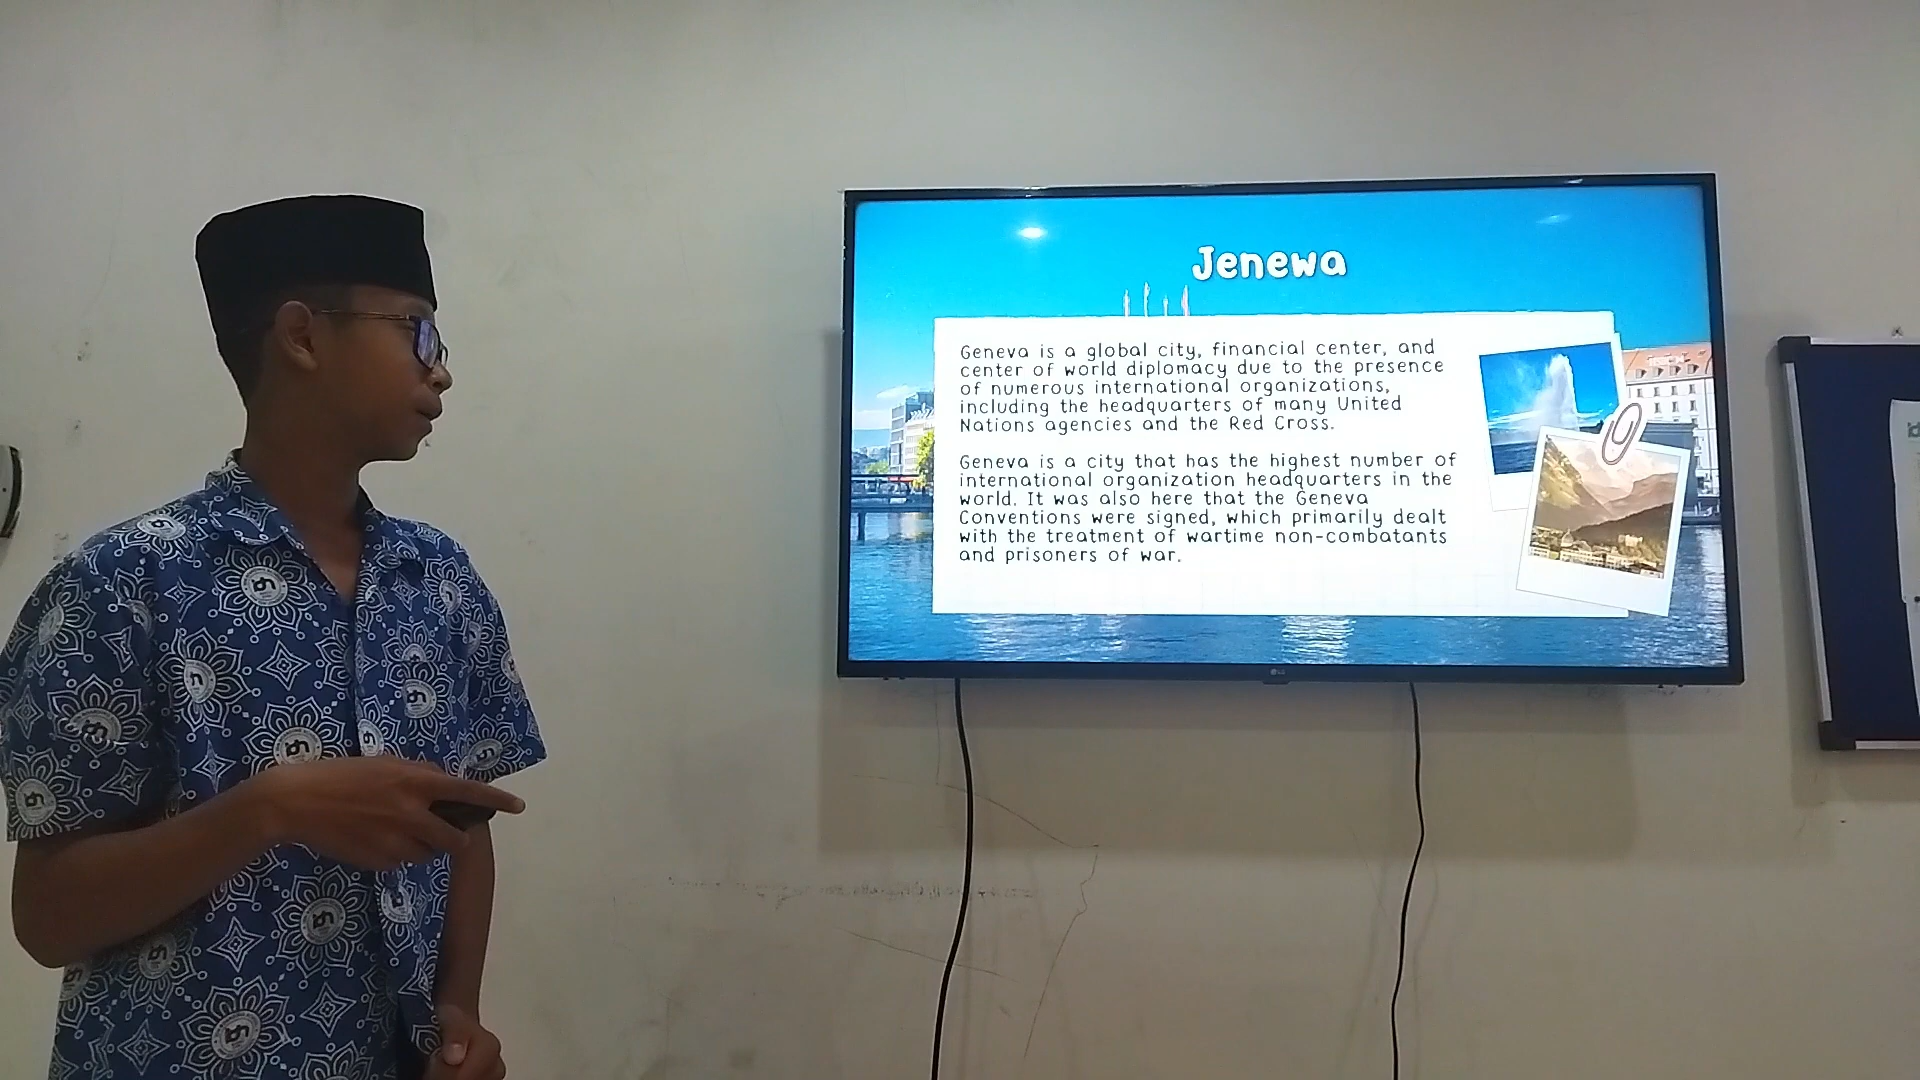 Jenewa
Geneva is a global city, financial center, and
center of world diplomacy due to the presence
of numerous international organizations,
including the headquarters of many United
Nations agencies and the Red Cross.
Geneva is a city that has the highest number of
international organization headquarters in the
world. It was also here that the Geneva
Conventions were signed, which primarily dealt
with the treatment of wartime non-combatants
and prisoners of war.
LG